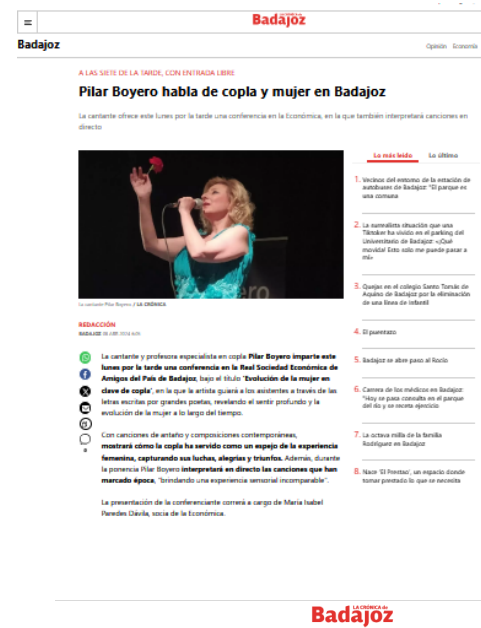 LA CRÓNICA de
Badajoz
Badajoz
Opinión Economía
A LAS SIETE DE LA TARDE, CON ENTRADA LIBRE
Pilar Boyero habla de copla y mujer en Badajoz
La cantante ofrece este lunes por la tarde una conferencia en la Económica, en la que también interpretará canciones en
directo
La cantante Pilar Boyero. / LA CRÓNICA
REDACCIÓN
BADAJOZ
La cantante y profesora especialista en copla Pilar Boyero imparte este
lunes por la tarde una conferencia en la Real Sociedad Económica de
Amigos del País de Badajoz, bajo el título 'Evolución de la mujer en
clave de copla', en la que la artista guiará a los asistentes a través de las
letras escritas por grandes poetas, revelando el sentir profundo y la
evolución de la mujer a lo largo del tiempo.
Con canciones de antaño y composiciones contemporáneas,
mostrará cómo la copla ha servido como un espejo de la experiencia
femenina, capturando sus luchas, alegrías y triunfos. Además, durante
la ponencia Pilar Boyero interpretará en directo las canciones que han
marcado época, "brindando una experiencia sensorial incomparable".
La presentación de la conferenciante correrá a cargo de María Isabel
Paredes Dávila, socia de la Económica.
0
Lo más leído Lo último
1. Vecinos del entorno de la estación de
autobuses de Badajoz: "El parque es
una comuna
2. La surrealista situación que una
Tiktoker ha vivido en el parking del
Universitario de Badajoz: «¡Qué
movida! Esto solo me puede pasar a
mí»
3. Quejas en el colegio Santo Tomás de
Aquino de Badajoz por la eliminación
de una línea de infantil
4. El puentazo
5. Badajoz se abre paso al Rocío
6. Carrera de los médicos en Badajoz:
"Hoy se pasa consulta en el parque
del río y se receta ejercicio
7. La octava milla de la familia
Rodríguez en Badajoz
8. Nace 'El Prestao', un espacio donde
tomar prestado lo que se necesita
LA CRÓNICA de
Badajoz